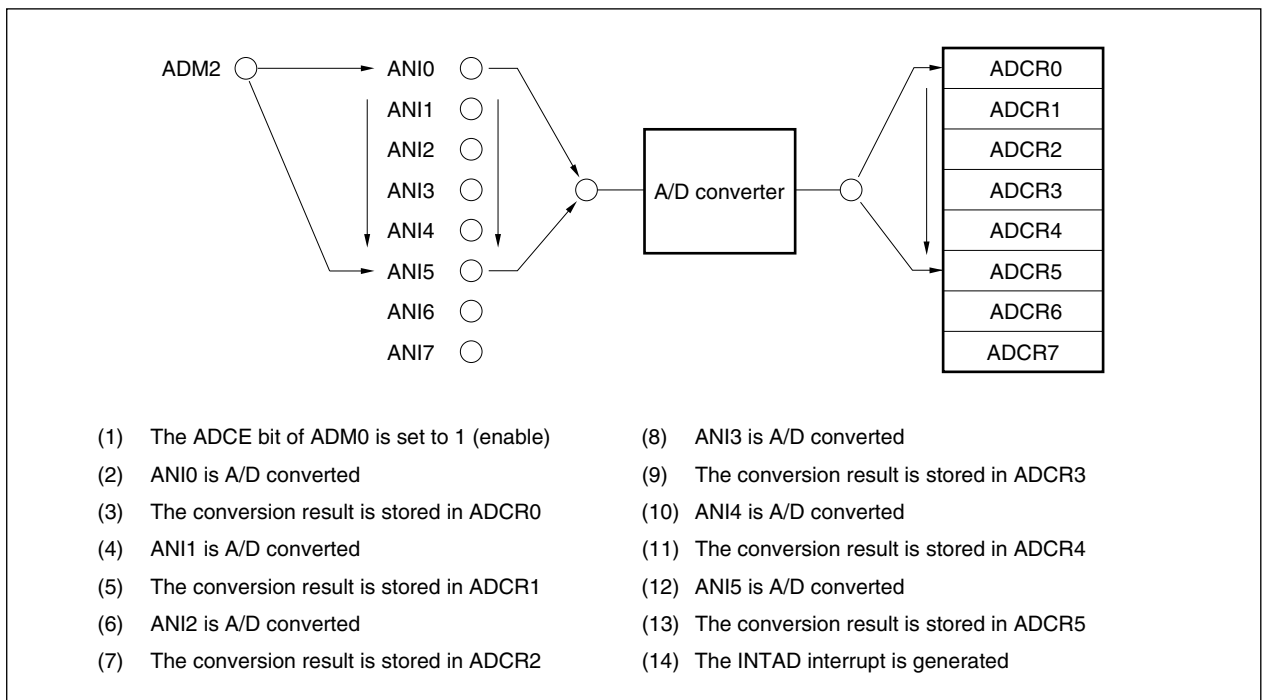 ADM2
ANI0
ANI1
ANI2
ANI3
ANI4
ANI5
ANI6
ANI7
A/D converter
ADCR0
ADCR1
ADCR2
ADCR3
ADCR4
ADCR5
ADCR6
ADCR7
(1) The ADCE bit of ADM0 is set to 1 (enable)
(2) ANI0 is A/D converted
(3) The conversion result is stored in ADCR0
(4) ANI1 is A/D converted
(5) The conversion result is stored in ADCR1
(6) ANI2 is A/D converted
(7) The conversion result is stored in ADCR2
(8) ANI3 is A/D converted
(9) The conversion result is stored in ADCR3
(10) ANI4 is A/D converted
(11) The conversion result is stored in ADCR4
(12) ANI5 is A/D converted
(13) The conversion result is stored in ADCR5
(14) The INTAD interrupt is generated